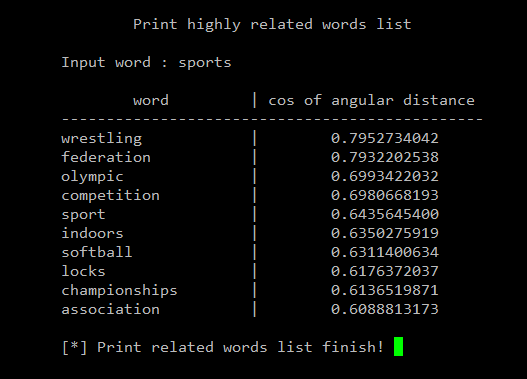 Print highly related words list
Input word : sports
word | cos of angular distance
-----------------------------------------------
wrestling | 0.7952734042
federation | 0.7932202538
olympic | 0.6993422032
competition | 0.6980668193
sport | 0.6435645400
indoors | 0.6350275919
softball | 0.6311400634
locks | 0.6176372037
championships | 0.6136519871
association | 0.6088813173
[*] Print related words list finish!